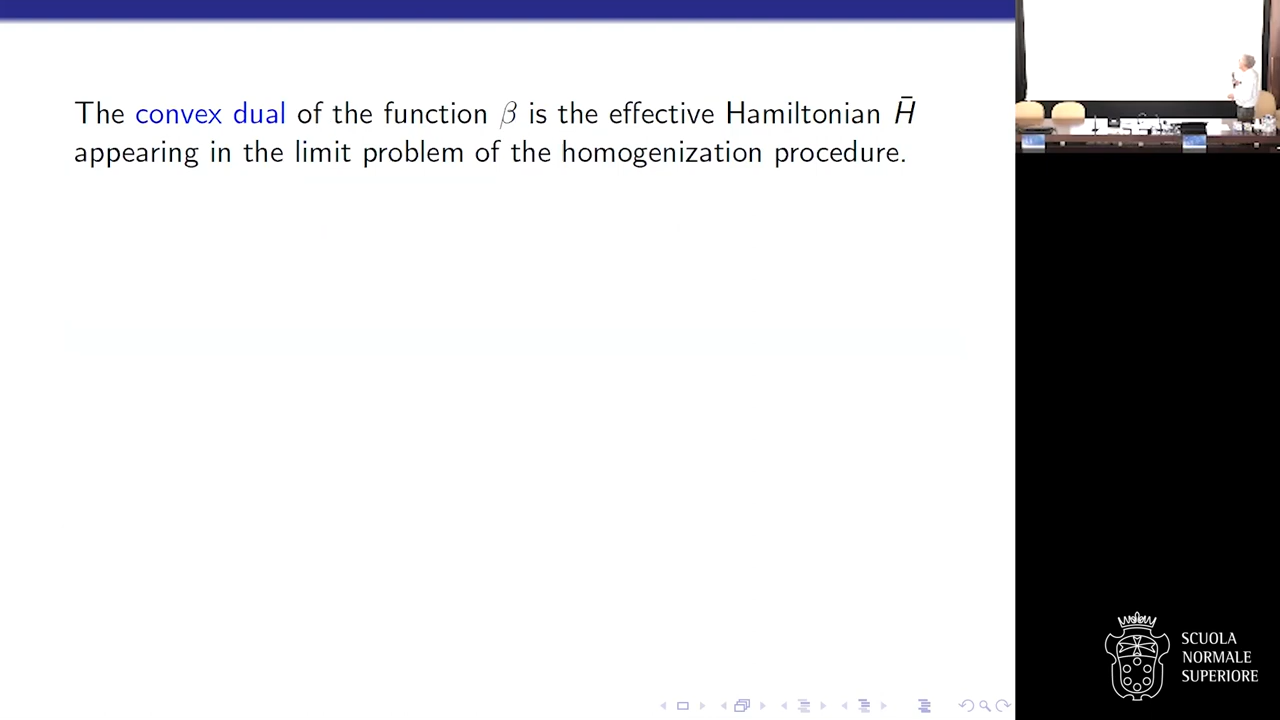 The convex dual of the function β is the effective Hamiltonian H̄
appearing in the limit problem of the homogenization procedure.
SCUOLA
NORMALE
SUPERIORE